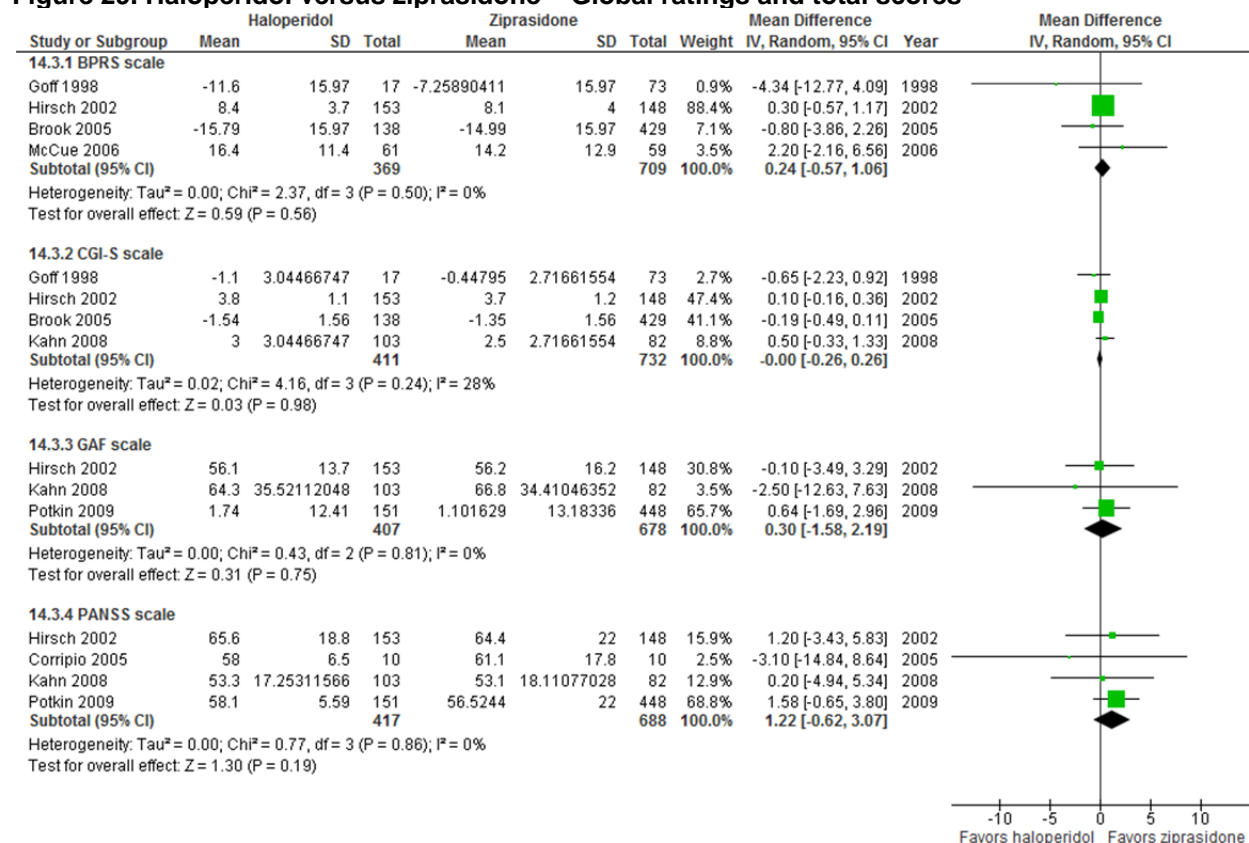 Figure 29. Haloperidol versus ziprasidone – Global ratings and total scores
Haloperidol Ziprasidone Mean Difference Mean Difference
Study or Subgroup Mean SD Total Mean SD Total Weight IV, Random, 95% CI Year IV, Random, 95% CI
14.3.1 BPRS scale
Goff 1998 -11.6 15.97 17 -7.25890411 15.97 73 0.9% -4.34 [-12.77, 4.09] 1998
Hirsch 2002 8.4 3.7 153 8.1 4 148 88.4% 0.30 [-0.57, 1.17] 2002
Brook 2005 -15.79 15.97 138 -14.99 15.97 429 7.1% -0.80 [-3.86, 2.26] 2005
McCue 2006 16.4 11.4 61 14.2 12.9 59 3.5% 2.20 [-2.16, 6.56] 2006
Subtotal (95% CI) 369 709 100.0% 0.24 [-0.57, 1.06]
Heterogeneity: Tau² = 0.00; Chi² = 2.37, df = 3 (P = 0.50); I² = 0%
Test for overall effect: Z = 0.59 (P = 0.56)
14.3.2 CGI-S scale
Goff 1998 -1.1 3.04466747 17 -0.44795 2.71661554 73 2.7% -0.65 [-2.23, 0.92] 1998
Hirsch 2002 3.8 1.1 153 3.7 1.2 148 47.4% 0.10 [-0.16, 0.36] 2002
Brook 2005 -1.54 1.56 138 -1.35 1.56 429 41.1% -0.19 [-0.49, 0.11] 2005
Kahn 2008 3 3.04466747 103 2.5 2.71661554 82 8.8% 0.50 [-0.33, 1.33] 2008
Subtotal (95% CI) 411 732 100.0% -0.00 [-0.26, 0.26]
Heterogeneity: Tau² = 0.02; Chi² = 4.16, df = 3 (P = 0.24); I² = 28%
Test for overall effect: Z = 0.03 (P = 0.98)
14.3.3 GAF scale
Hirsch 2002 56.1 13.7 153 56.2 16.2 148 30.8% -0.10 [-3.49, 3.29] 2002
Kahn 2008 64.3 35.52112048 103 66.8 34.41046352 82 3.5% -2.50 [-12.63, 7.63] 2008
Potkin 2009 1.74 12.41 151 1.101629 13.18336 448 65.7% 0.64 [-1.69, 2.96] 2009
Subtotal (95% CI) 407 678 100.0% 0.30 [-1.58, 2.19]
Heterogeneity: Tau² = 0.00; Chi² = 0.43, df = 2 (P = 0.81); I² = 0%
Test for overall effect: Z = 0.31 (P = 0.75)
14.3.4 PANSS scale
Hirsch 2002 65.6 18.8 153 64.4 22 148 15.9% 1.20 [-3.43, 5.83] 2002
Corripio 2005 58 6.5 10 61.1 17.8 10 2.5% -3.10 [-14.84, 8.64] 2005
Kahn 2008 53.3 17.25311566 103 53.1 18.11077028 82 12.9% 0.20 [-4.94, 5.34] 2008
Potkin 2009 58.1 5.59 151 56.5244 22 448 68.8% 1.58 [-0.65, 3.80] 2009
Subtotal (95% CI) 417 688 100.0% 1.22 [-0.62, 3.07]
Heterogeneity: Tau² = 0.00; Chi² = 0.77, df = 3 (P = 0.86); I² = 0%
Test for overall effect: Z = 1.30 (P = 0.19)
-10 -5 0 5 10
Favors haloperidol Favors ziprasidone